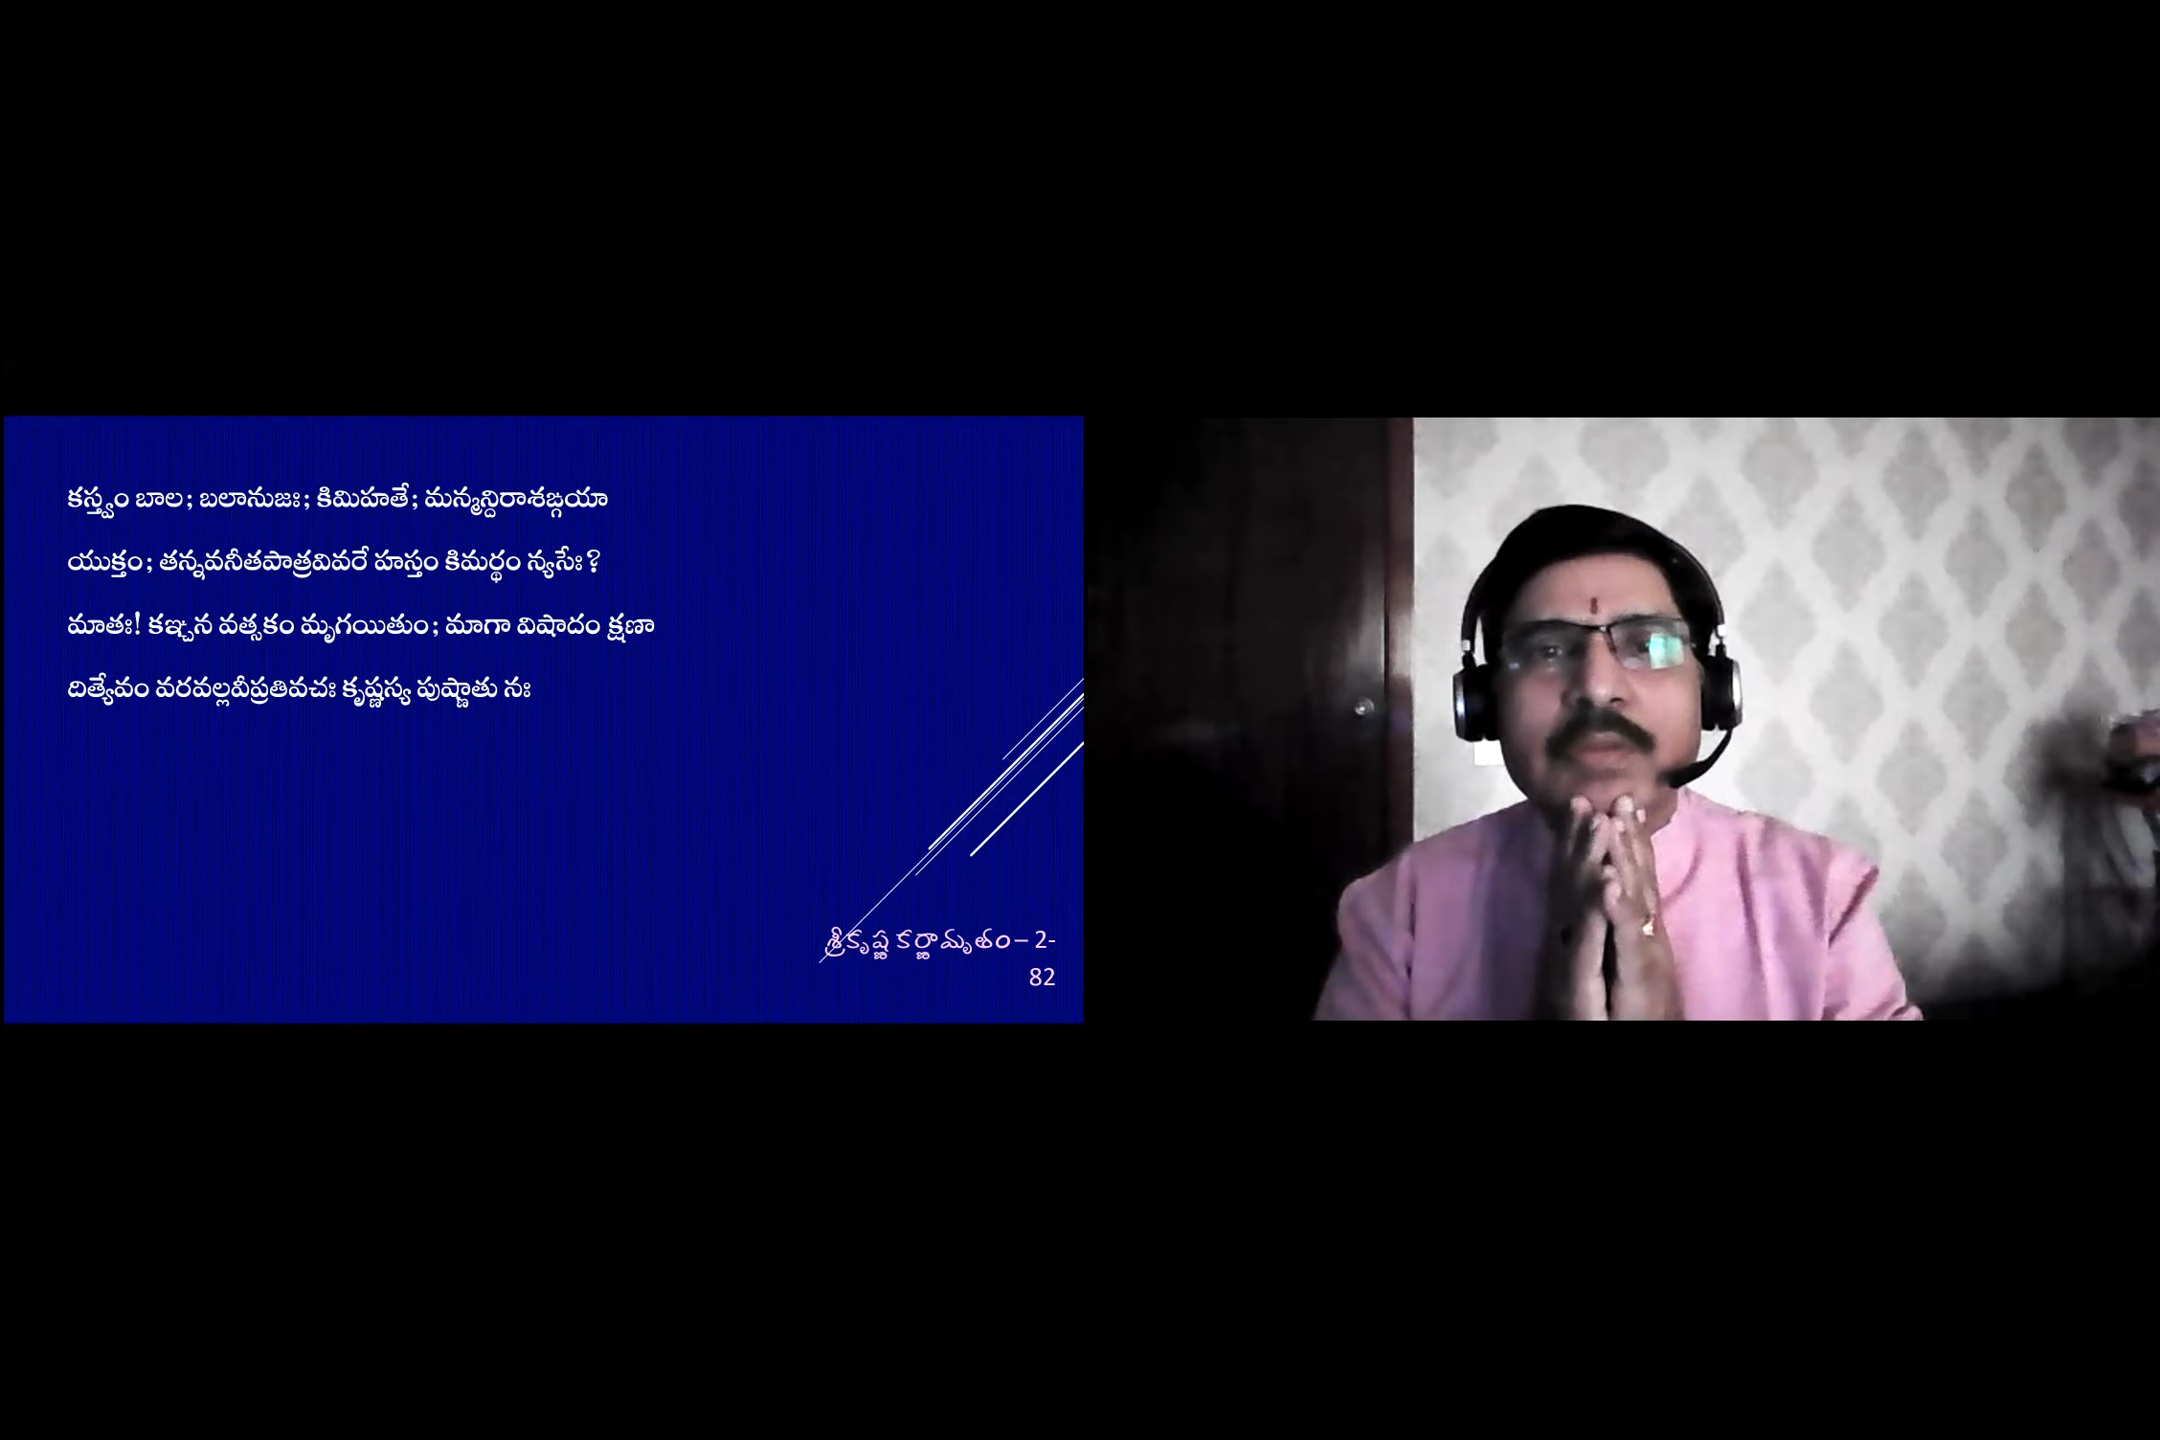 కస్త్వం బాల; బలానుజః; కిమిహతే; మన్మన్దిరాశఙ్కయా
యుక్తం; తన్నవనీతపాత్రవివరే హస్తం కిమర్థం న్యసేః?
మాతః! కఞ్చన వత్సకం మృగయితుం; మాగా విషాదం క్షణా
దిత్యేవం వరవల్లవీప్రతివచః కృష్ణస్య పుష్ణాతు నః
శ్రీకృష్ణ కర్ణామృతం – 2-
82